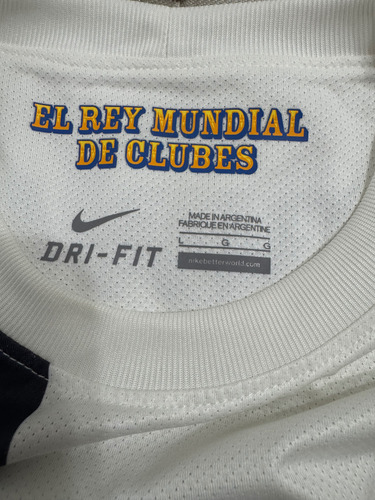 EL REY MUNDIAL
DE CLUBES
DRI-FIT
MADE IN ARGENTINA
FABRIQUE EN ARGENTINE
L G G
nikebetterworld.com